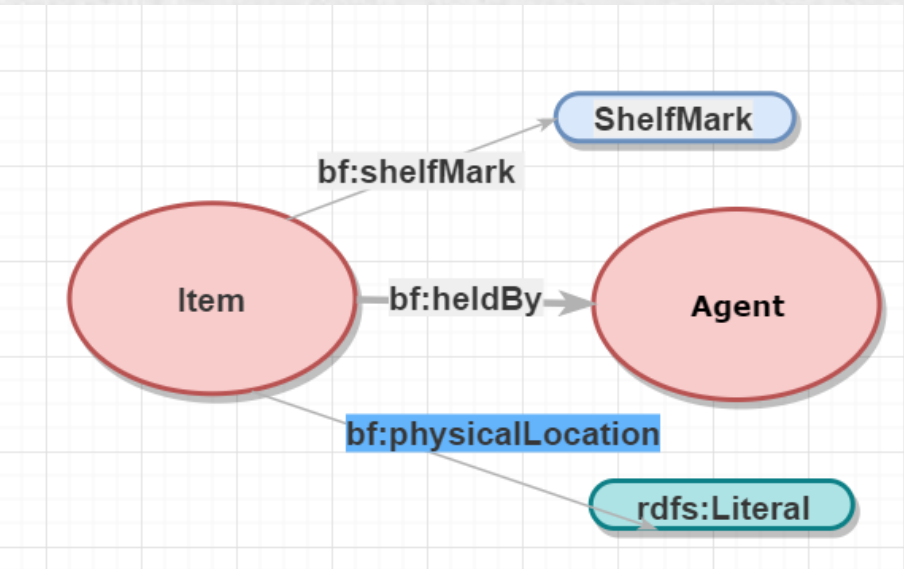 ShelfMark
bf:shelfMark
Item
bf:heldBy
Agent
bf:physicalLocation
rdfs:Literal